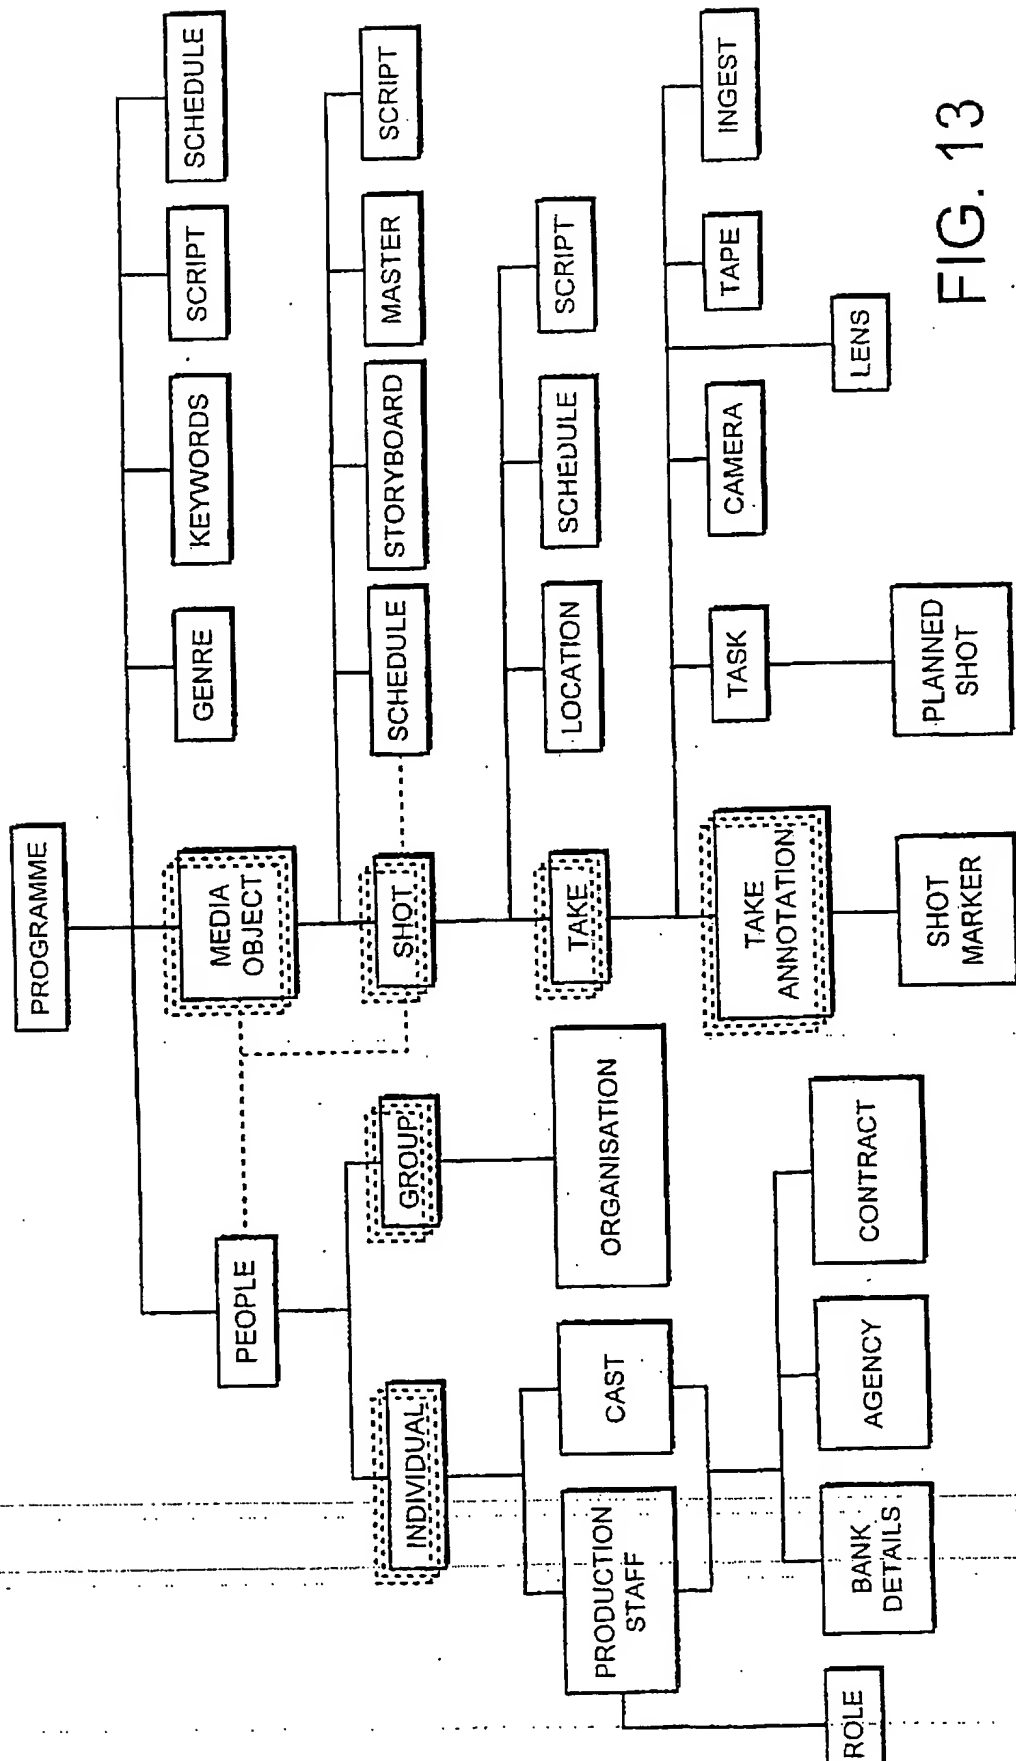 PROGRAMME
PEOPLE
MEDIA
OBJECT
GENRE
KEYWORDS
SCRIPT
SCHEDULE
INDIVIDUAL
GROUP
SHOT
SCHEDULE
STORYBOARD
MASTER
SCRIPT
PRODUCTION
STAFF
CAST
ORGANISATION
TAKE
LOCATION
SCHEDULE
SCRIPT
ROLE
BANK
DETAILS
AGENCY
CONTRACT
TAKE
ANNOTATION
TASK
CAMERA
TAPE
INGEST
LENS
SHOT
MARKER
PLANNED
SHOT
FIG. 13